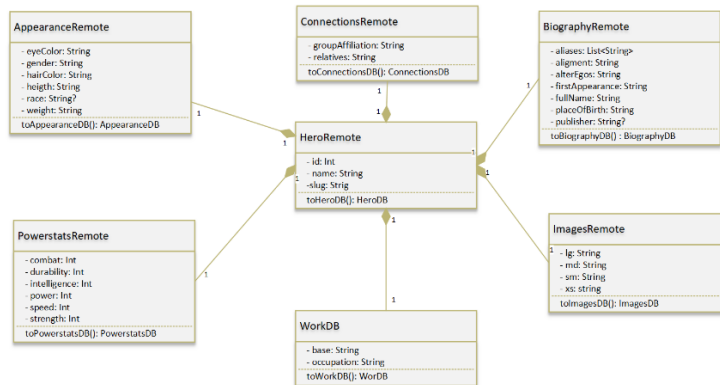 AppearanceRemote
- eyeColor: String
- gender: String
- hairColor: String
- heigth: String
- race: String?
- weight: String
toAppearanceDB(): AppearanceDB
ConnectionsRemote
- groupAffiliation: String
- relatives: String
toConnectionsDB(): ConnectionsDB
BiographyRemote
- aliases: List<String>
- aligment: String
- alterEgos: String
- firstAppearance: String
- fullName: String
- placeOfBirth: String
- publisher: String?
toBiographyDB() : BiographyDB
1
1
1
1
1
HeroRemote
- id: Int
- name: String
-slug: Strig
toHeroDB(): HeroDB
1
1
1
1
PowerstatsRemote
- combat: Int
- durability: Int
- intelligence: Int
- power: Int
- speed: Int
- strength: Int
toPowerstatsDB(): PowerstatsDB
1
1
ImagesRemote
- lg: String
- md: String
- sm: String
- xs: string
toImagesDB(): ImagesDB
1
WorkDB
- base: String
- occupation: String
toWorkDB(): WorDB